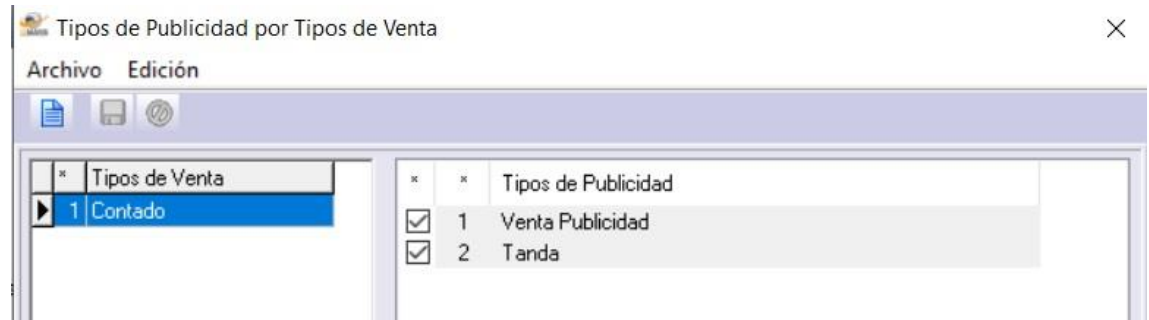 Tipos de Publicidad por Tipos de Venta
Archivo Edición
* Tipos de Venta
1 Contado
* * Tipos de Publicidad
1 Venta Publicidad
2 Tanda